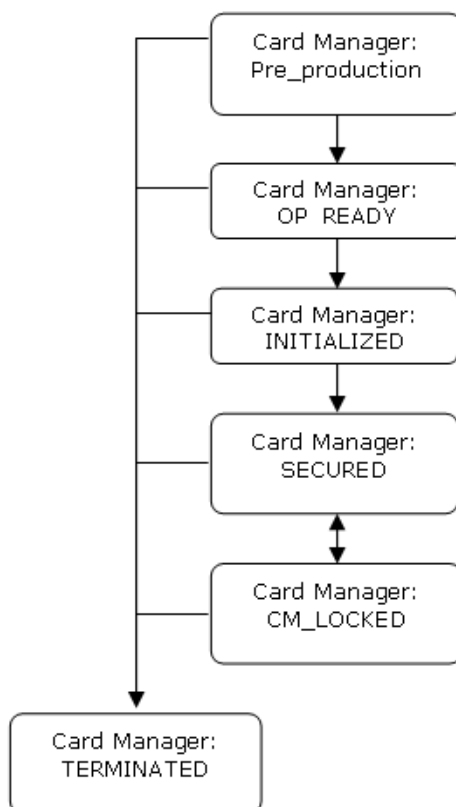 Card Manager:
Pre_production
Card Manager:
OP READY
Card Manager:
INITIALIZED
Card Manager:
SECURED
Card Manager:
CM_LOCKED
Card Manager:
TERMINATED